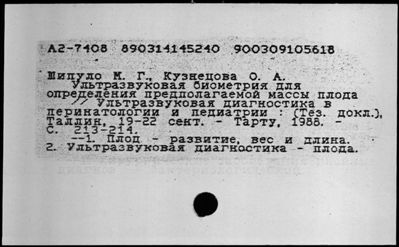 А2-7408 890314145240 900309105618
Шипуло М. Г., Кузнецова О. А.
Ультразвуковая биометрия для
определения предполагаемой массы плода
// Ультразвуковая диагностика в
перинатологии и педиатрии : (Тез. докл.),
Таллин, 19-22 сент. - Тарту, 1988. -
С. 213-214.
--1. Плод - развитие, вес и длина.
2. Ультразвуковая диагностика - плода.